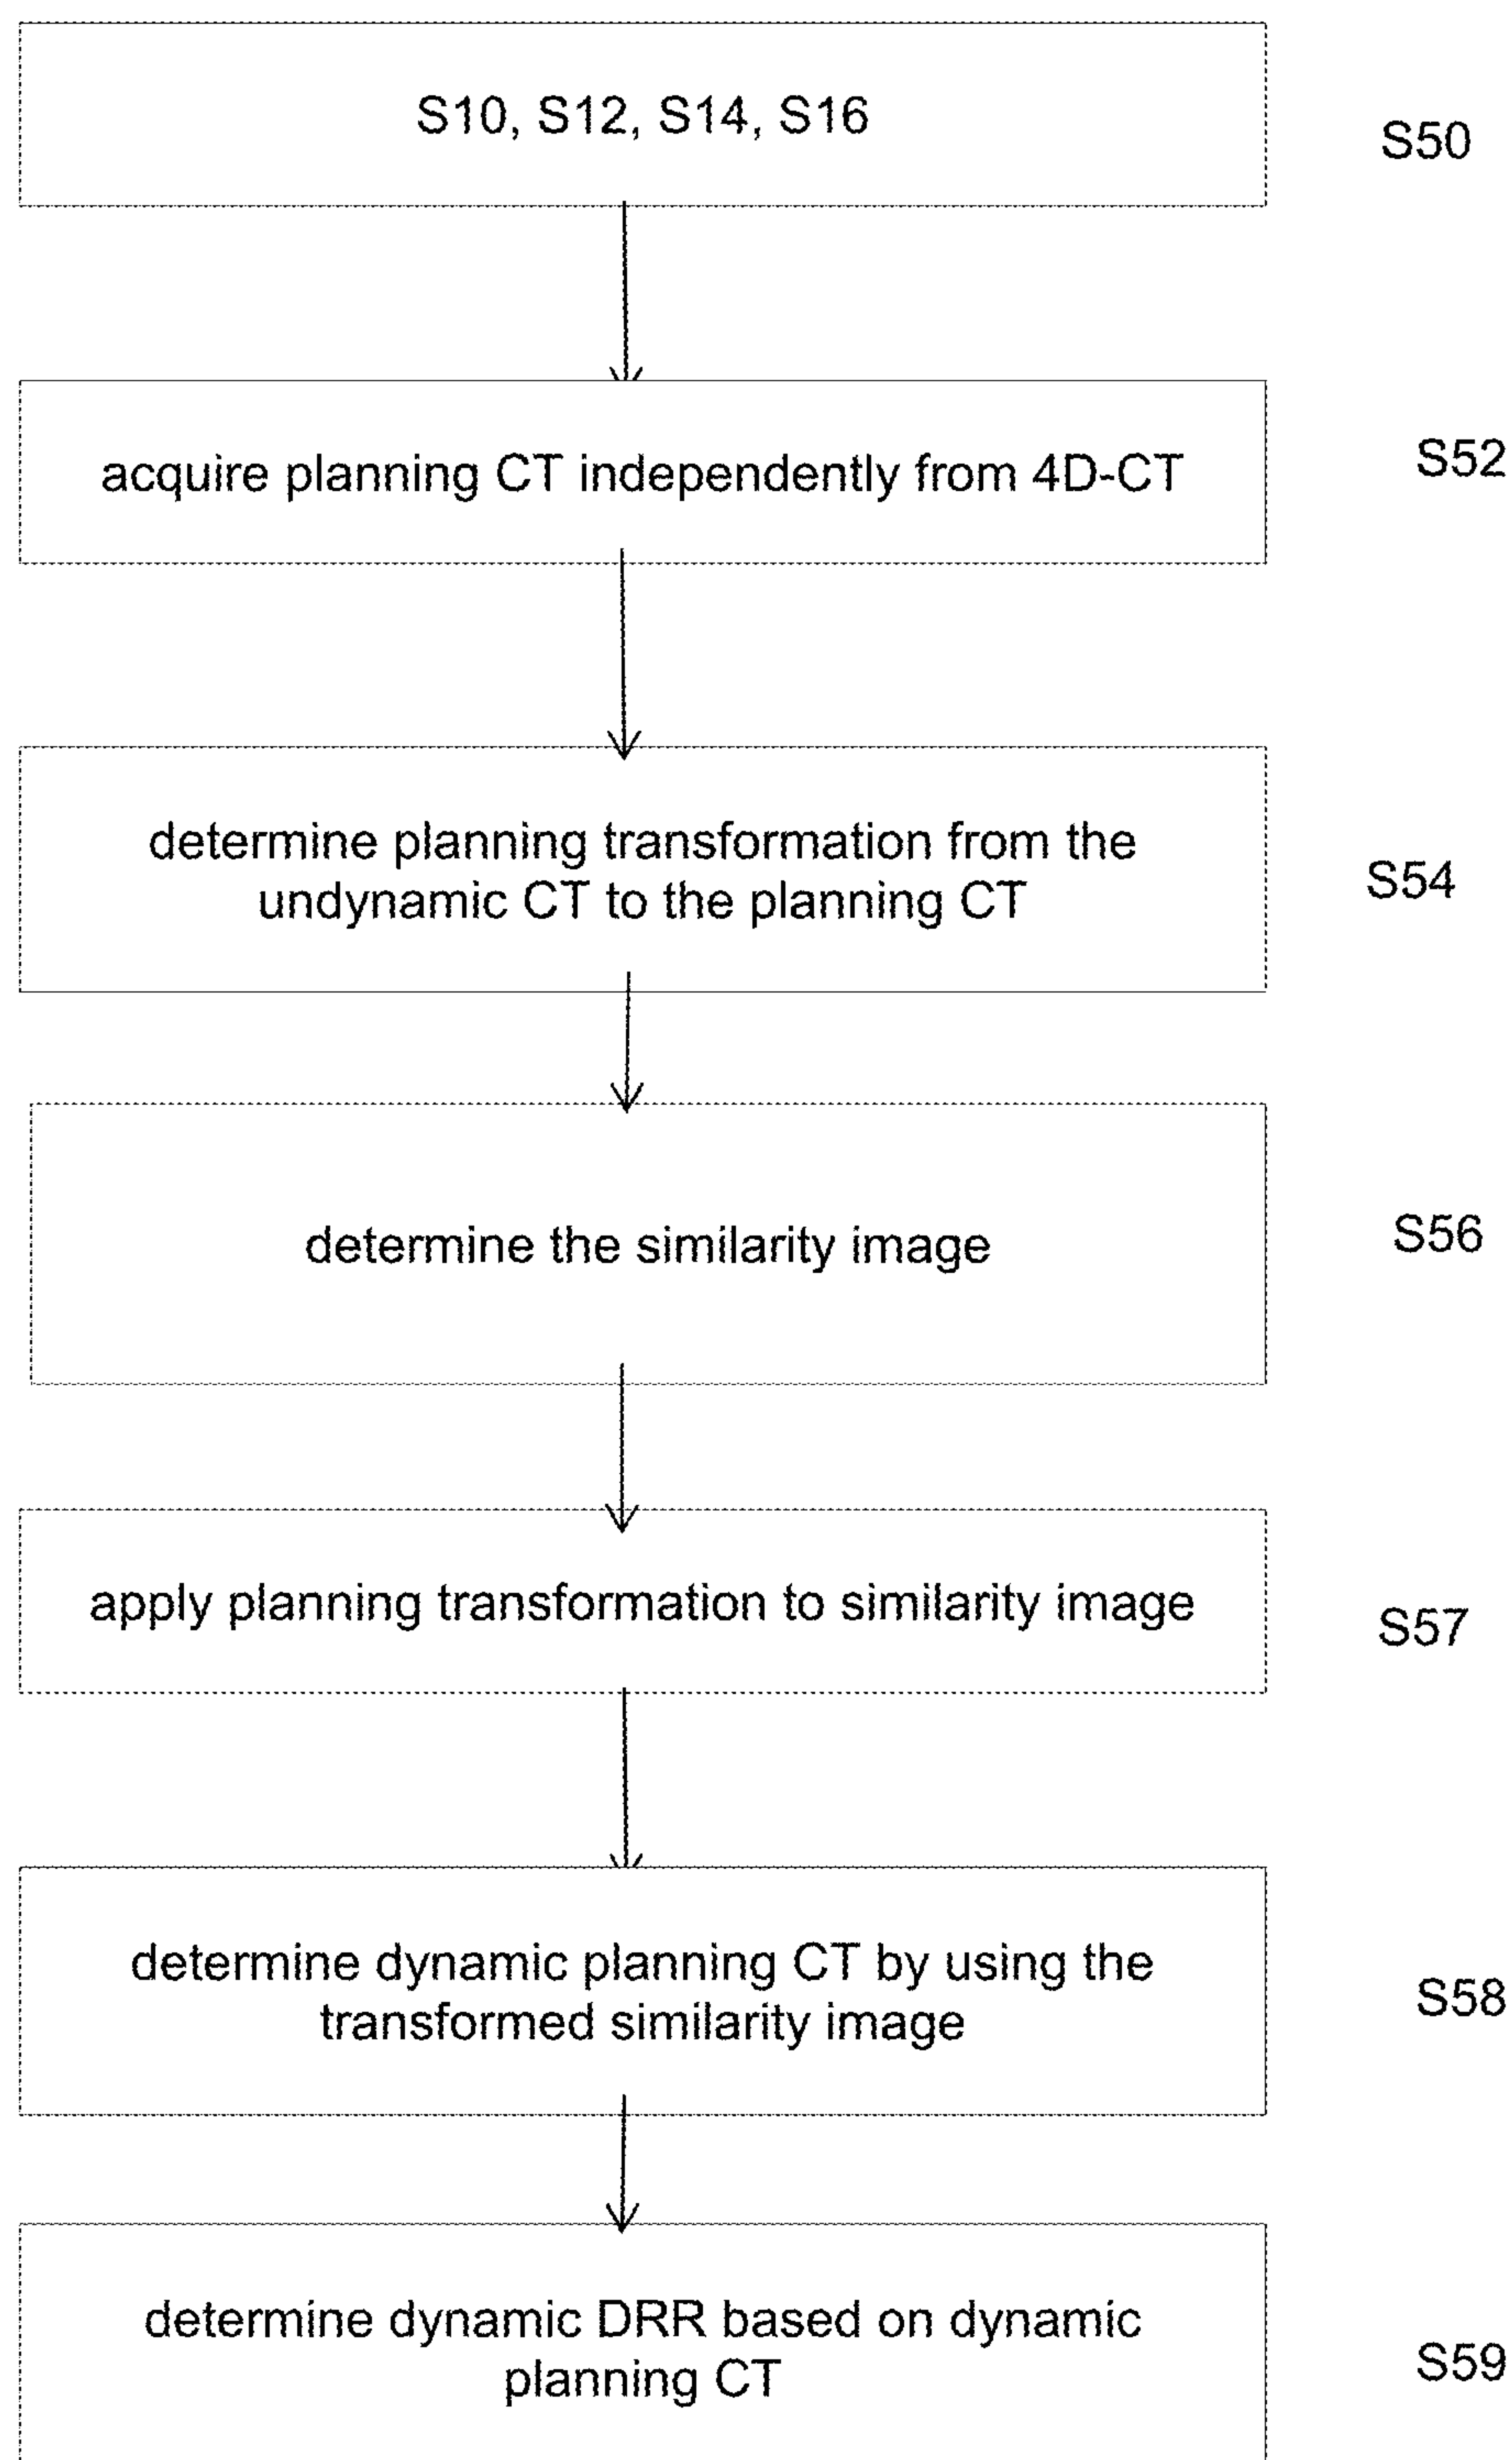 S10, S12, S14, S16
S50
acquire planning CT independently from 4D-CT
S52
determine planning transformation from the
undynamic CT to the planning CT
S54
determine the similarity image
S56
apply planning transformation to similarity image
S57
determine dynamic planning CT by using the
transformed similarity image
S58
determine dynamic DRR based on dynamic
planning CT
S59